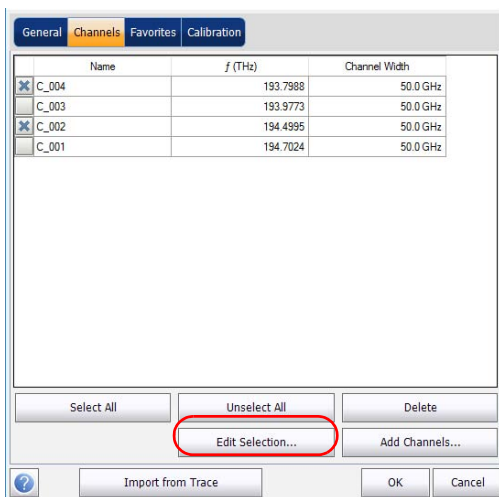 General Channels Favorites Calibration
Name ƒ (THz) Channel Width
C_004 193.7988 50.0 GHz
C_003 193.9773 50.0 GHz
C_002 194.4995 50.0 GHz
C_001 194.7024 50.0 GHz
Select All Unselect All Delete
Edit Selection... Add Channels...
? Import from Trace OK Cancel